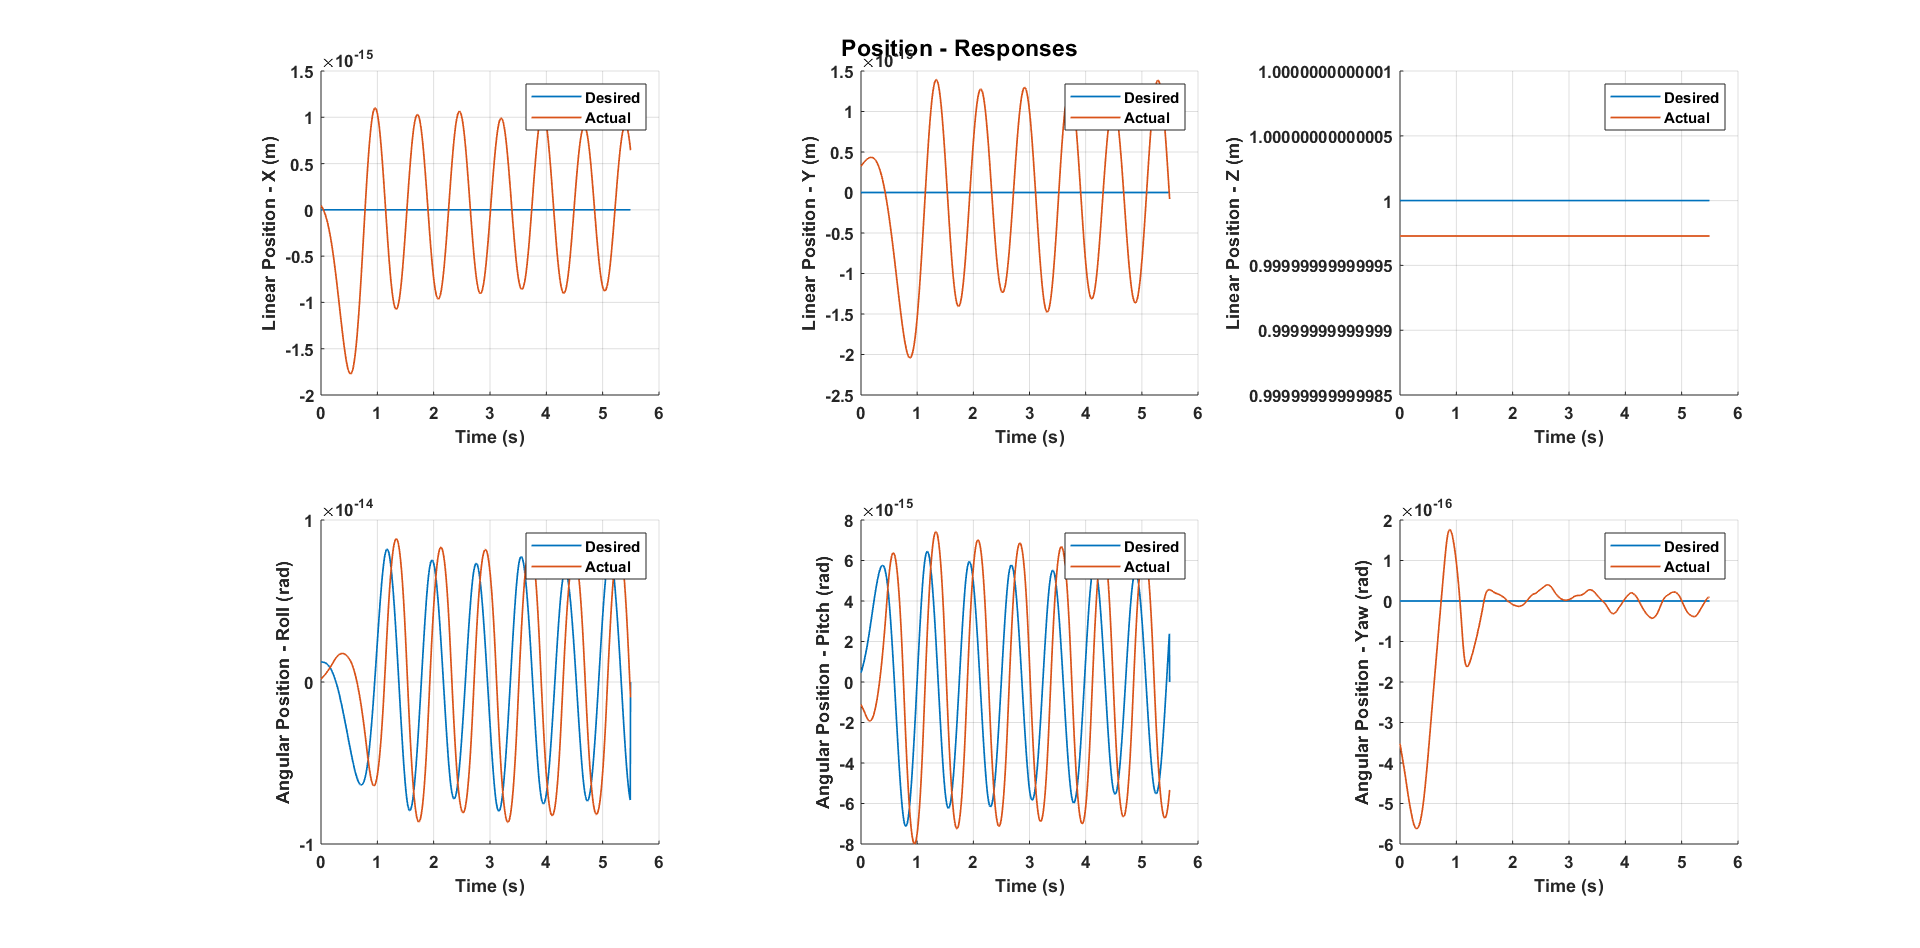 Position - Responses
×10-15
1.5
1
0.5
0
-0.5
-1
-1.5
-2
0 1 2 3 4 5 6
Linear Position - X (m)
Time (s)
Desired
Actual
×10-15
1.5
1
0.5
0
-0.5
-1
-1.5
-2
-2.5
0 1 2 3 4 5 6
Linear Position - Y (m)
Time (s)
Desired
Actual
1.0000000000001
1.00000000000005
1
0.99999999999995
0.9999999999999
0.99999999999985
0 1 2 3 4 5 6
Linear Position - Z (m)
Time (s)
Desired
Actual
×10-14
1
0
-1
0 1 2 3 4 5 6
Angular Position - Roll (rad)
Time (s)
Desired
Actual
×10-15
8
6
4
2
0
-2
-4
-6
-8
0 1 2 3 4 5 6
Angular Position - Pitch (rad)
Time (s)
Desired
Actual
×10-16
2
1
0
-1
-2
-3
-4
-5
-6
0 1 2 3 4 5 6
Angular Position - Yaw (rad)
Time (s)
Desired
Actual